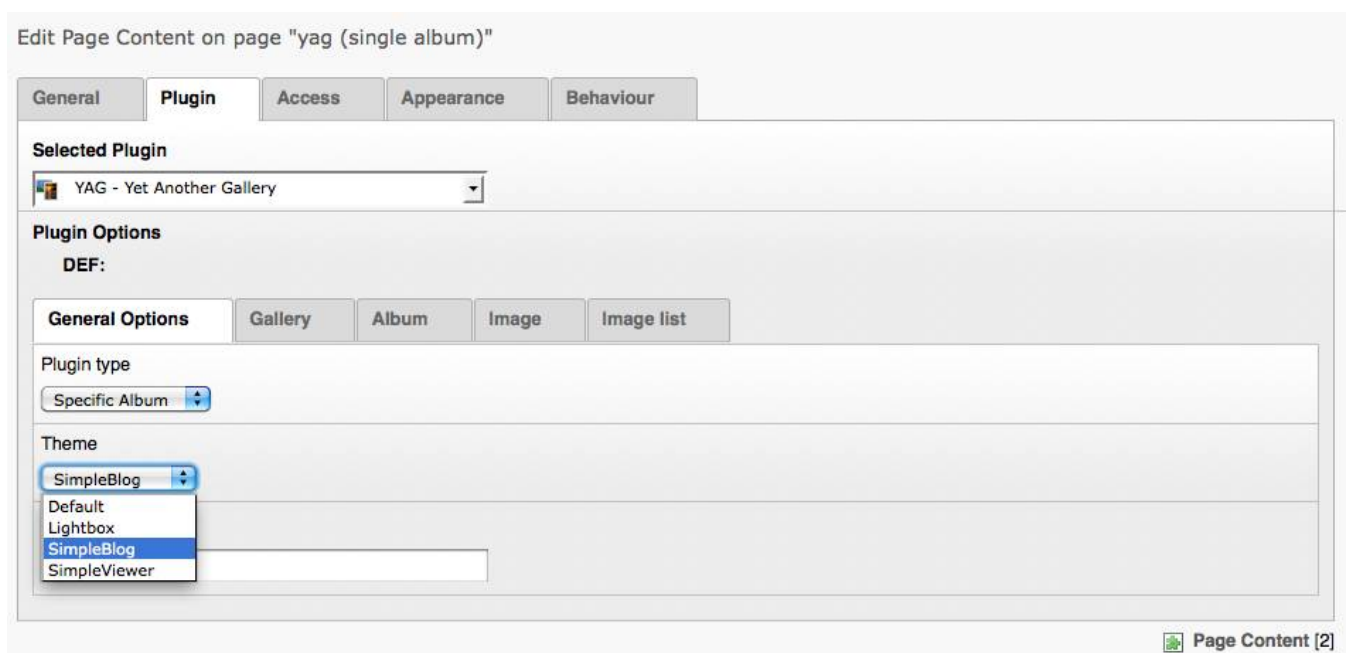 Edit Page Content on page "yag (single album)"
General Plugin Access Appearance Behaviour
Selected Plugin
YAG - Yet Another Gallery
Plugin Options
DEF:
General Options Gallery Album Image Image list
Plugin type
Specific Album
Theme
SimpleBlog
Default
Lightbox
SimpleBlog
SimpleViewer
Page Content [2]